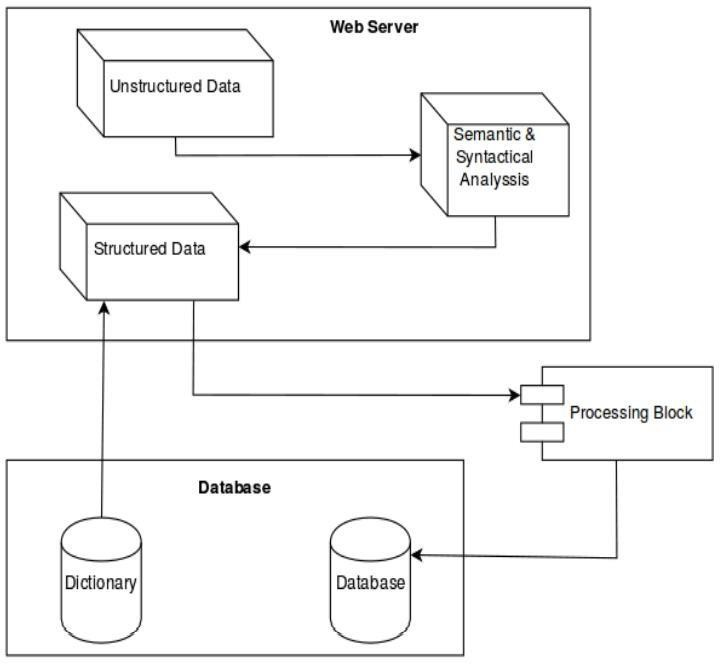 Web Server
Unstructured Data
Semantic &
Syntactical
Analyssis
Structured Data
Processing Block
Database
Dictionary
Database